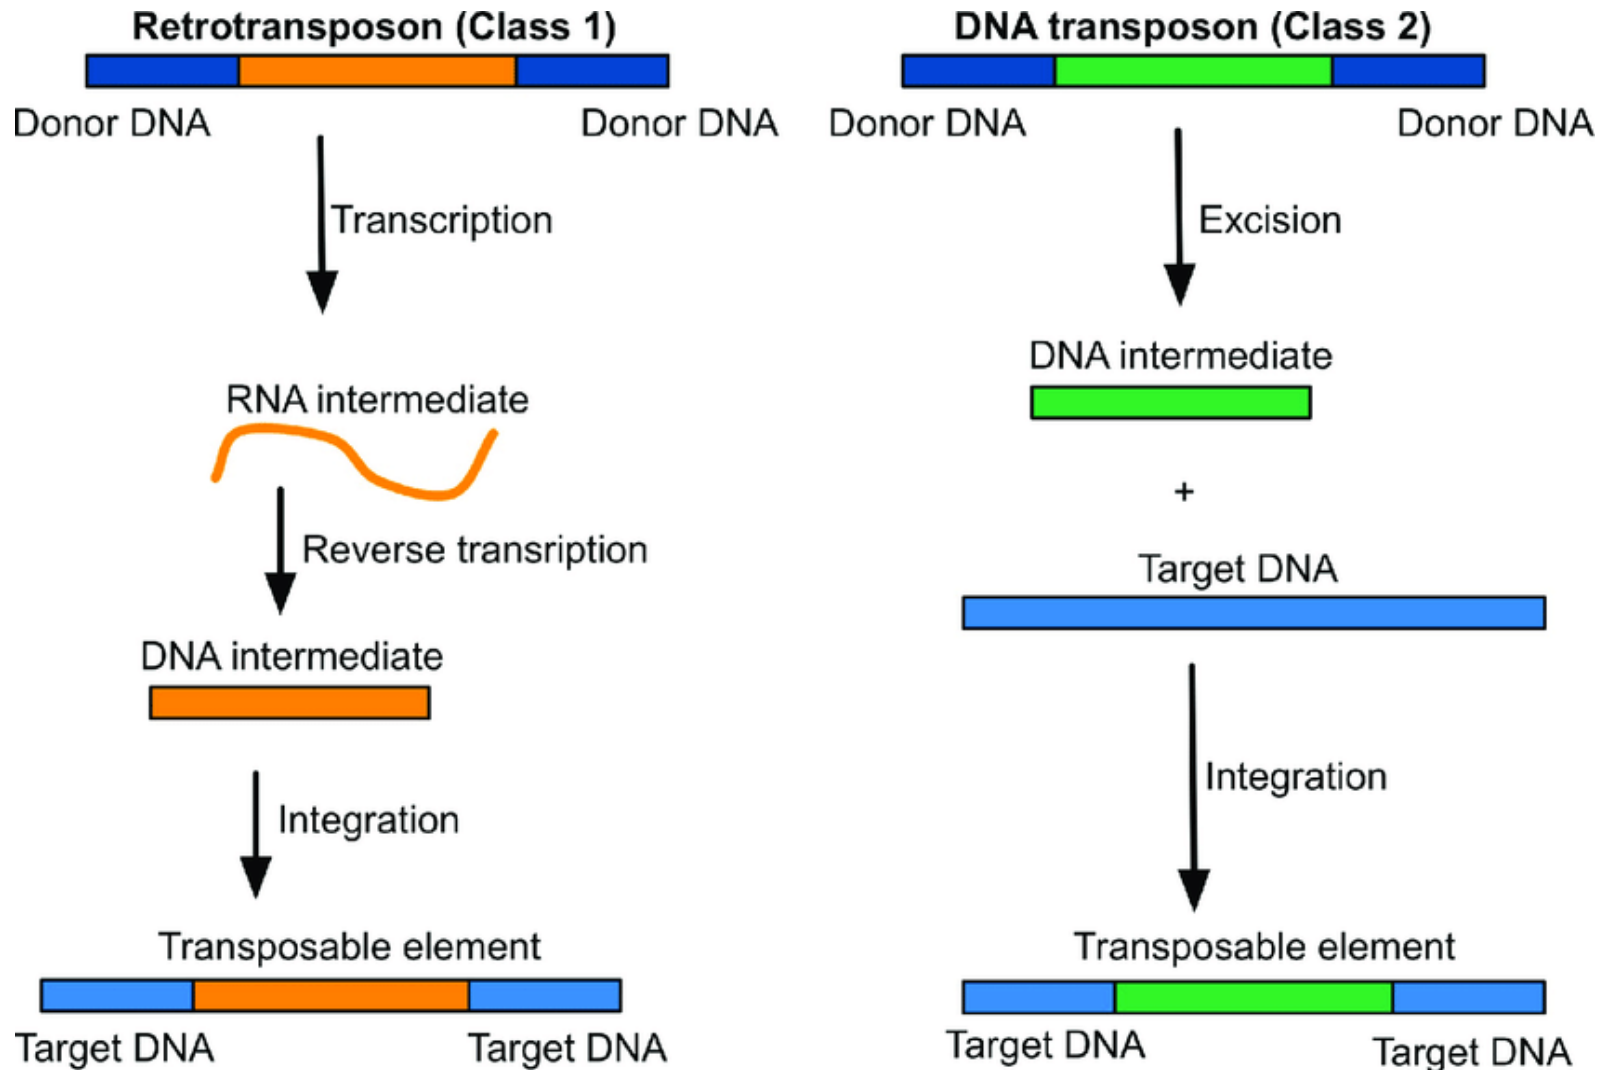 Retrotransposon (Class 1)
Donor DNA
Donor DNA
Transcription
RNA intermediate
Reverse transription
DNA intermediate
Integration
Transposable element
Target DNA
Target DNA
DNA transposon (Class 2)
Donor DNA
Donor DNA
Excision
DNA intermediate
+
Target DNA
Integration
Transposable element
Target DNA
Target DNA